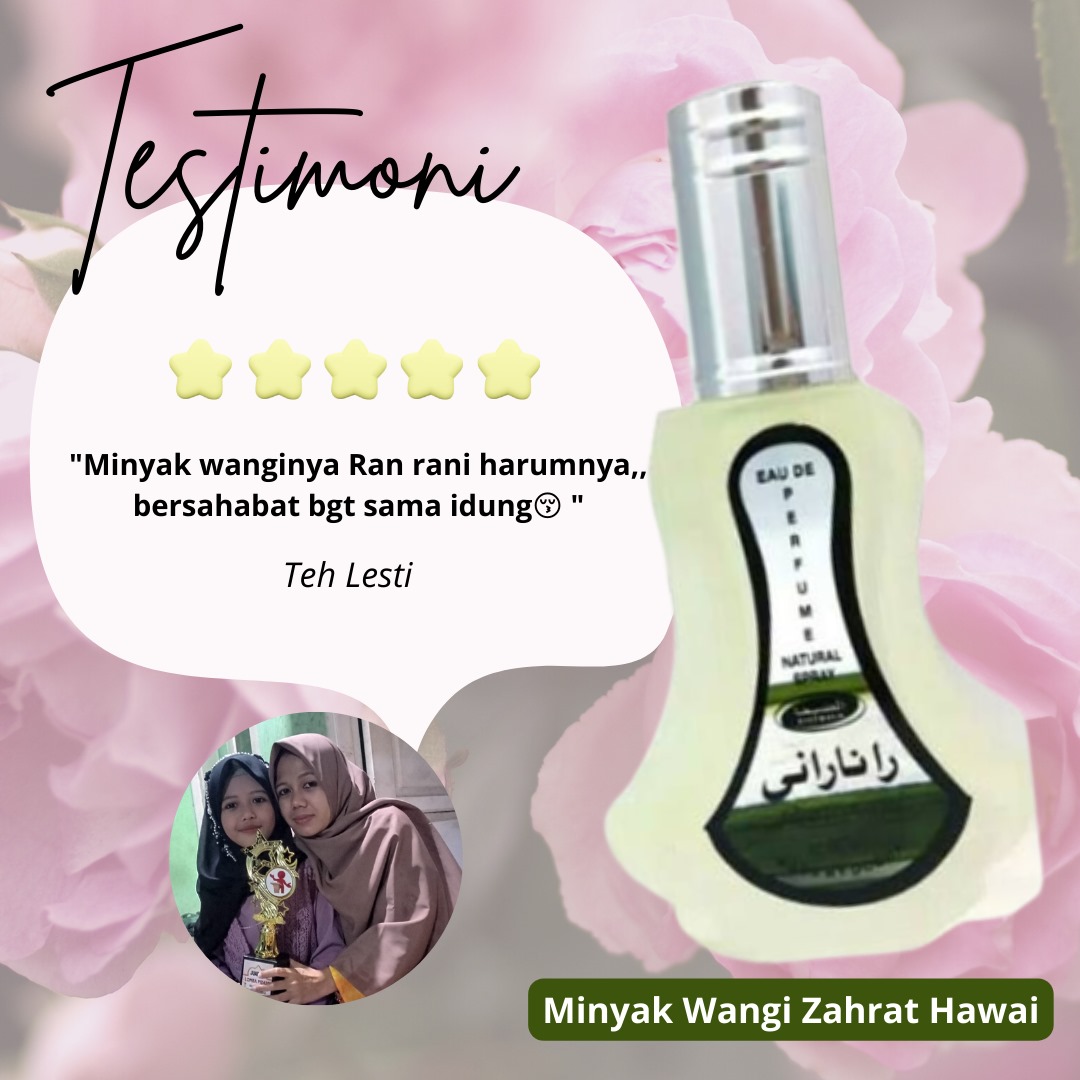 Testimoni
"Minyak wanginya Ran rani harumnya,,
bersahabat bgt sama idung😚 "
Teh Lesti
EAU DE
P
E
R
F
U
M
E
NATURAL
SPRAY
رانارانى
Minyak Wangi Zahrat Hawai